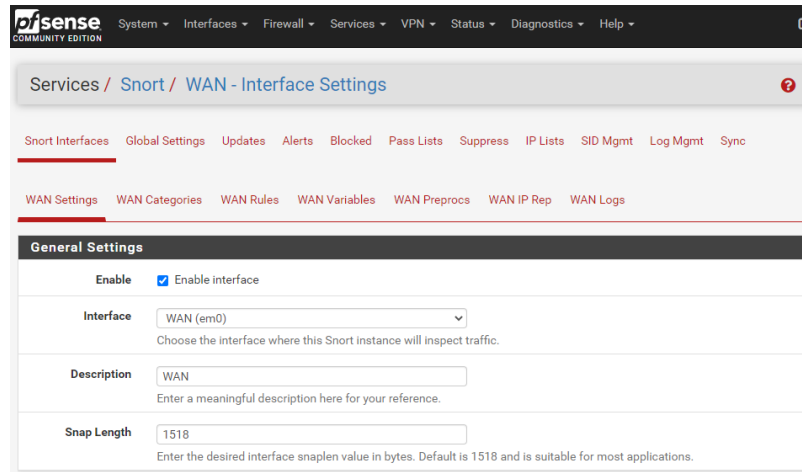 pfsense
COMMUNITY EDITION
System Interfaces Firewall Services VPN Status Diagnostics Help
Services / Snort / WAN - Interface Settings
Snort Interfaces Global Settings Updates Alerts Blocked Pass Lists Suppress IP Lists SID Mgmt Log Mgmt Sync
WAN Settings WAN Categories WAN Rules WAN Variables WAN Preprocs WAN IP Rep WAN Logs
General Settings
Enable Enable interface
Interface WAN (em0)
Choose the interface where this Snort instance will inspect traffic.
Description WAN
Enter a meaningful description here for your reference.
Snap Length 1518
Enter the desired interface snaplen value in bytes. Default is 1518 and is suitable for most applications.